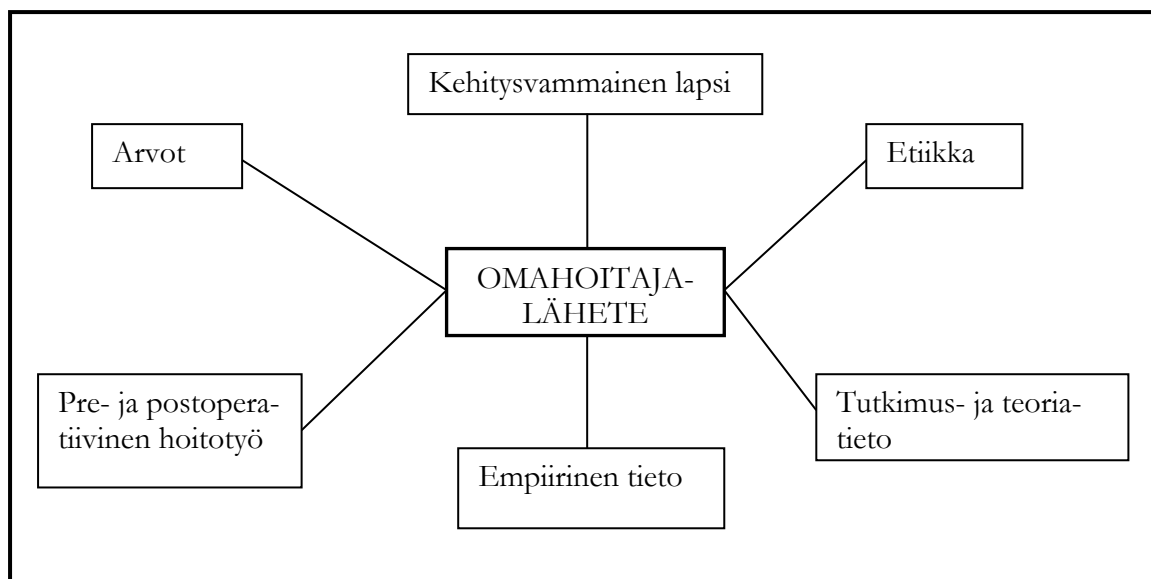 Kehitysvammainen lapsi
Arvot
Etiikka
OMAHOITAJA-
LÄHETE
Pre- ja postopera-
tiivinen hoitotyö
Tutkimus- ja teoria-
tieto
Empiirinen tieto